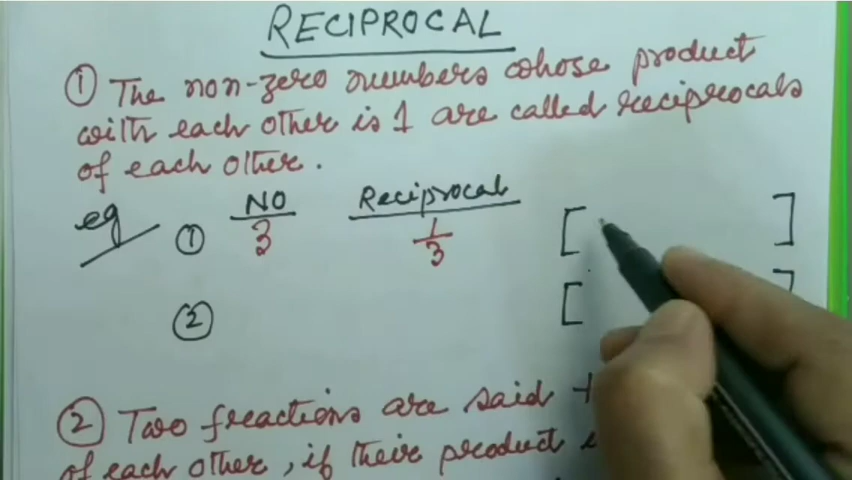 RECIPROCAL
① The non-zero numbers whose product
with each other is 1 are called reciprocals
of each other.
eg NO Reciprocal
① 3 1/3 [ ]
② [ ]
② Two fractions are said
of each other, if their product